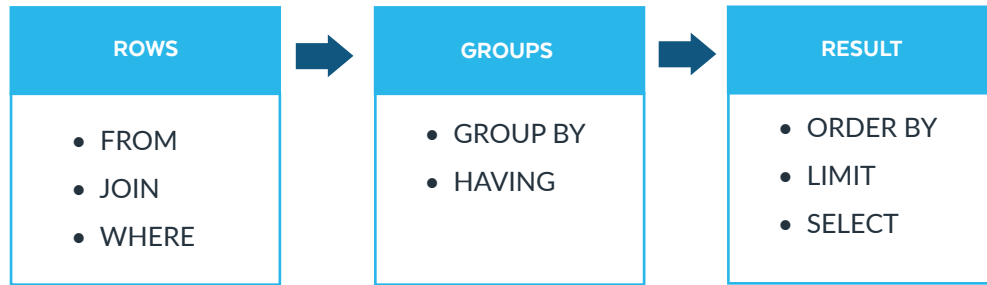 ROWS
• FROM
• JOIN
• WHERE
GROUPS
• GROUP BY
• HAVING
RESULT
• ORDER BY
• LIMIT
• SELECT